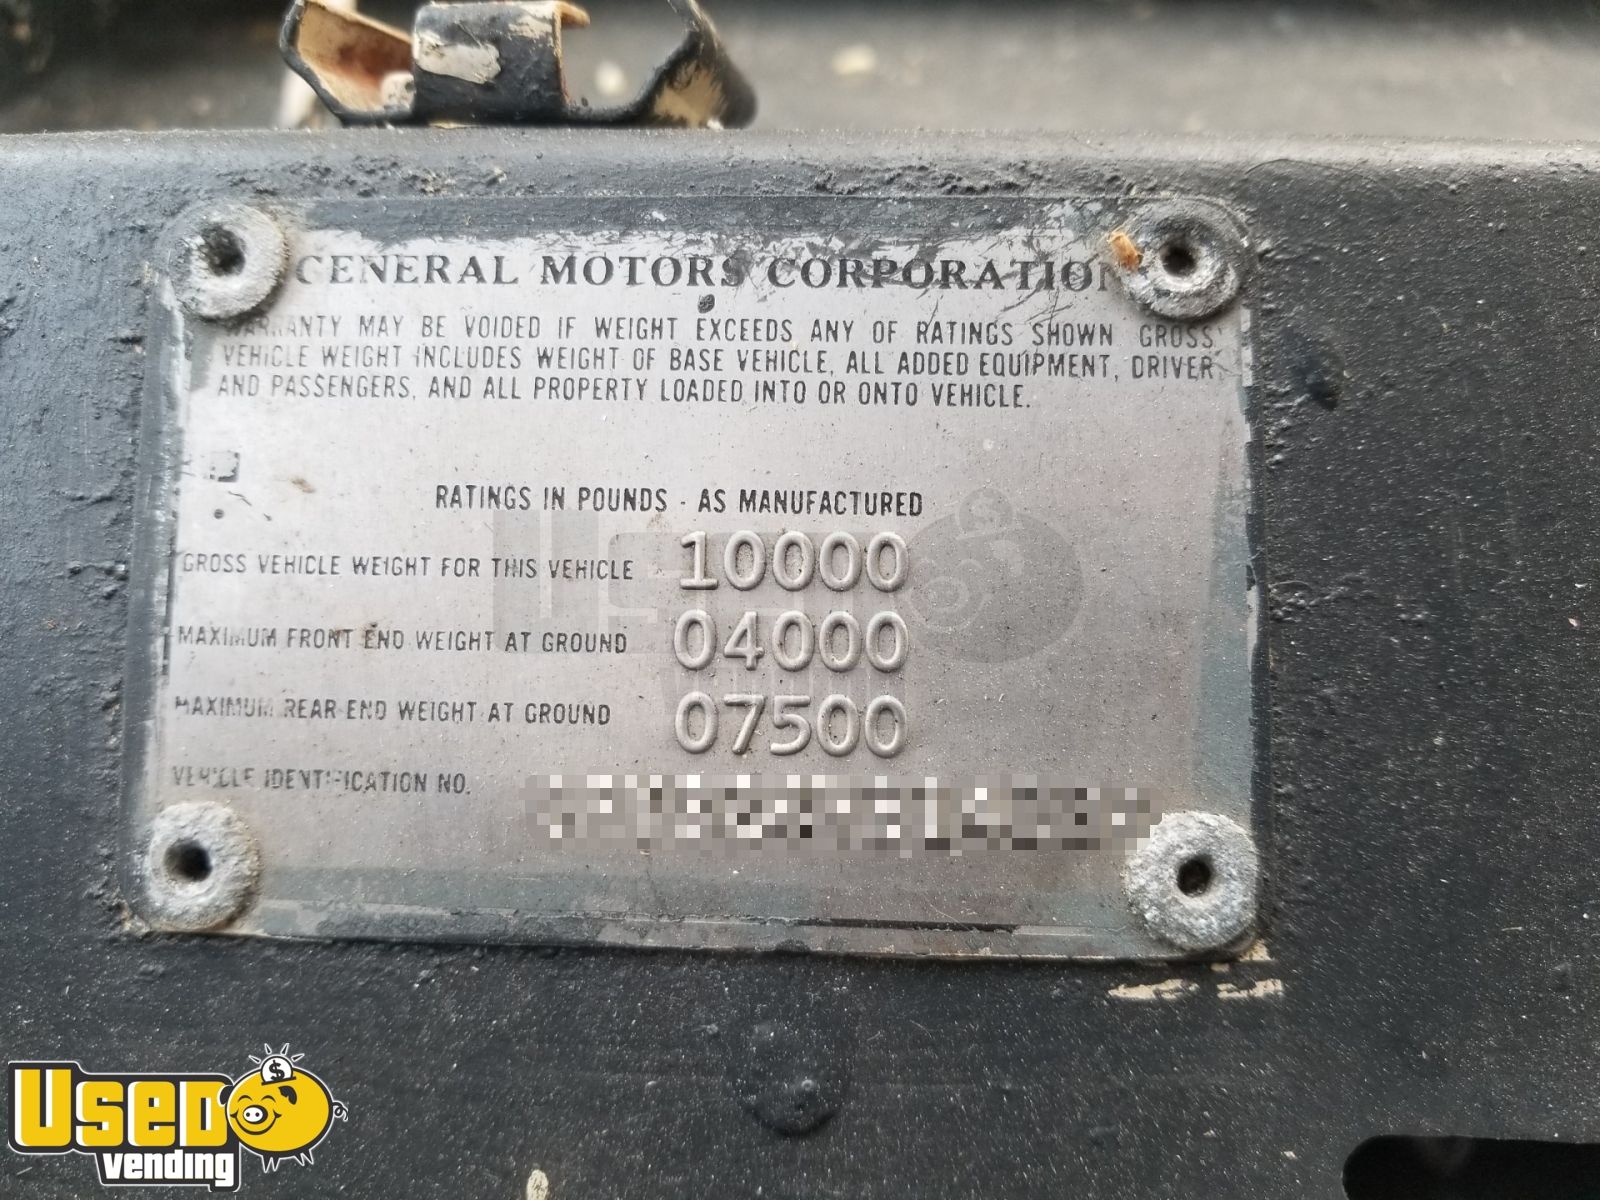 GENERAL MOTORS CORPORATION
WARRANTY MAY BE VOIDED IF WEIGHT EXCEEDS ANY OF RATINGS SHOWN GROSS
VEHICLE WEIGHT INCLUDES WEIGHT OF BASE VEHICLE, ALL ADDED EQUIPMENT, DRIVER
AND PASSENGERS, AND ALL PROPERTY LOADED INTO OR ONTO VEHICLE.
RATINGS IN POUNDS - AS MANUFACTURED
GROSS VEHICLE WEIGHT FOR THIS VEHICLE 10000
MAXIMUM FRONT END WEIGHT AT GROUND 04000
MAXIMUM REAR END WEIGHT AT GROUND 07500
VEHICLE IDENTIFICATION NO.
USED
vending